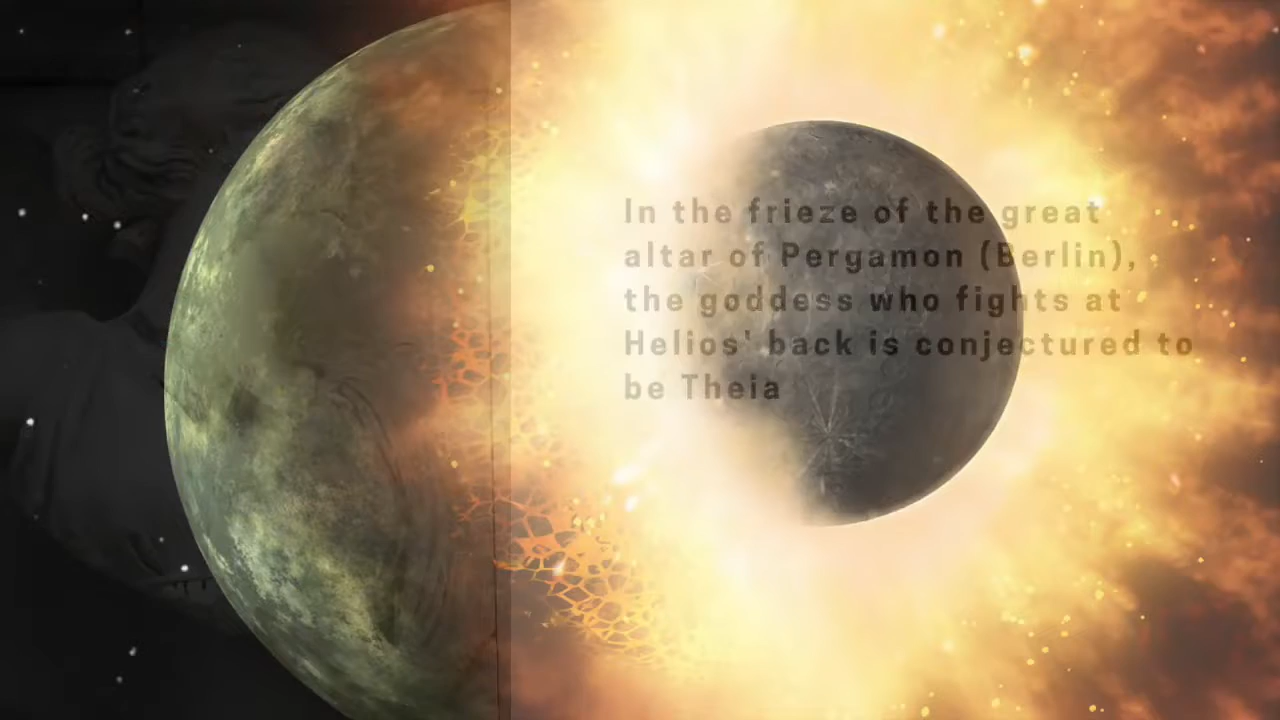 In the frieze of the great
altar of Pergamon (Berlin),
the goddess who fights at
Helios' back is conjectured to
be Theia